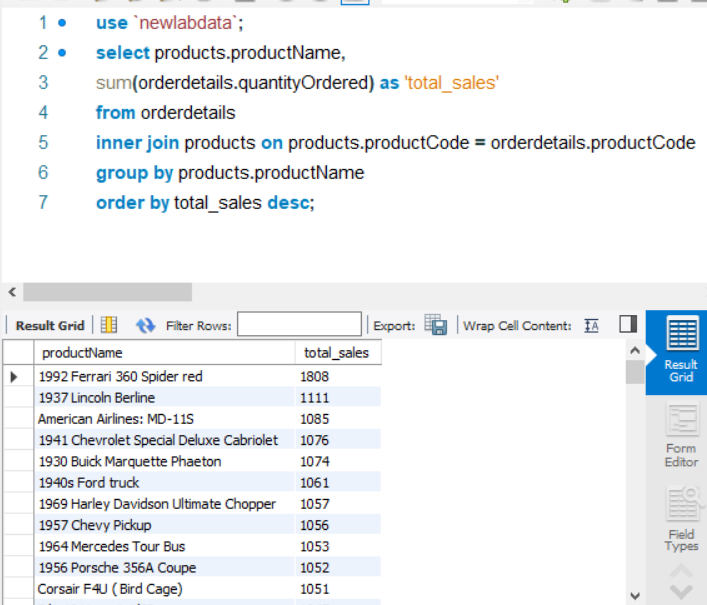 1 use `newlabdata`;
2 select products.productName,
3 sum(orderdetails.quantityOrdered) as 'total_sales'
4 from orderdetails
5 inner join products on products.productCode = orderdetails.productCode
6 group by products.productName
7 order by total_sales desc;
Result Grid Filter Rows: Export: Wrap Cell Content: IA
productName total_sales
1992 Ferrari 360 Spider red 1808
1937 Lincoln Berline 1111
American Airlines: MD-11S 1085
1941 Chevrolet Special Deluxe Cabriolet 1076
1930 Buick Marquette Phaeton 1074
1940s Ford truck 1061
1969 Harley Davidson Ultimate Chopper 1057
1957 Chevy Pickup 1056
1964 Mercedes Tour Bus 1053
1956 Porsche 356A Coupe 1052
Corsair F4U ( Bird Cage) 1051
Result
Grid
Form
Editor
Field
Types